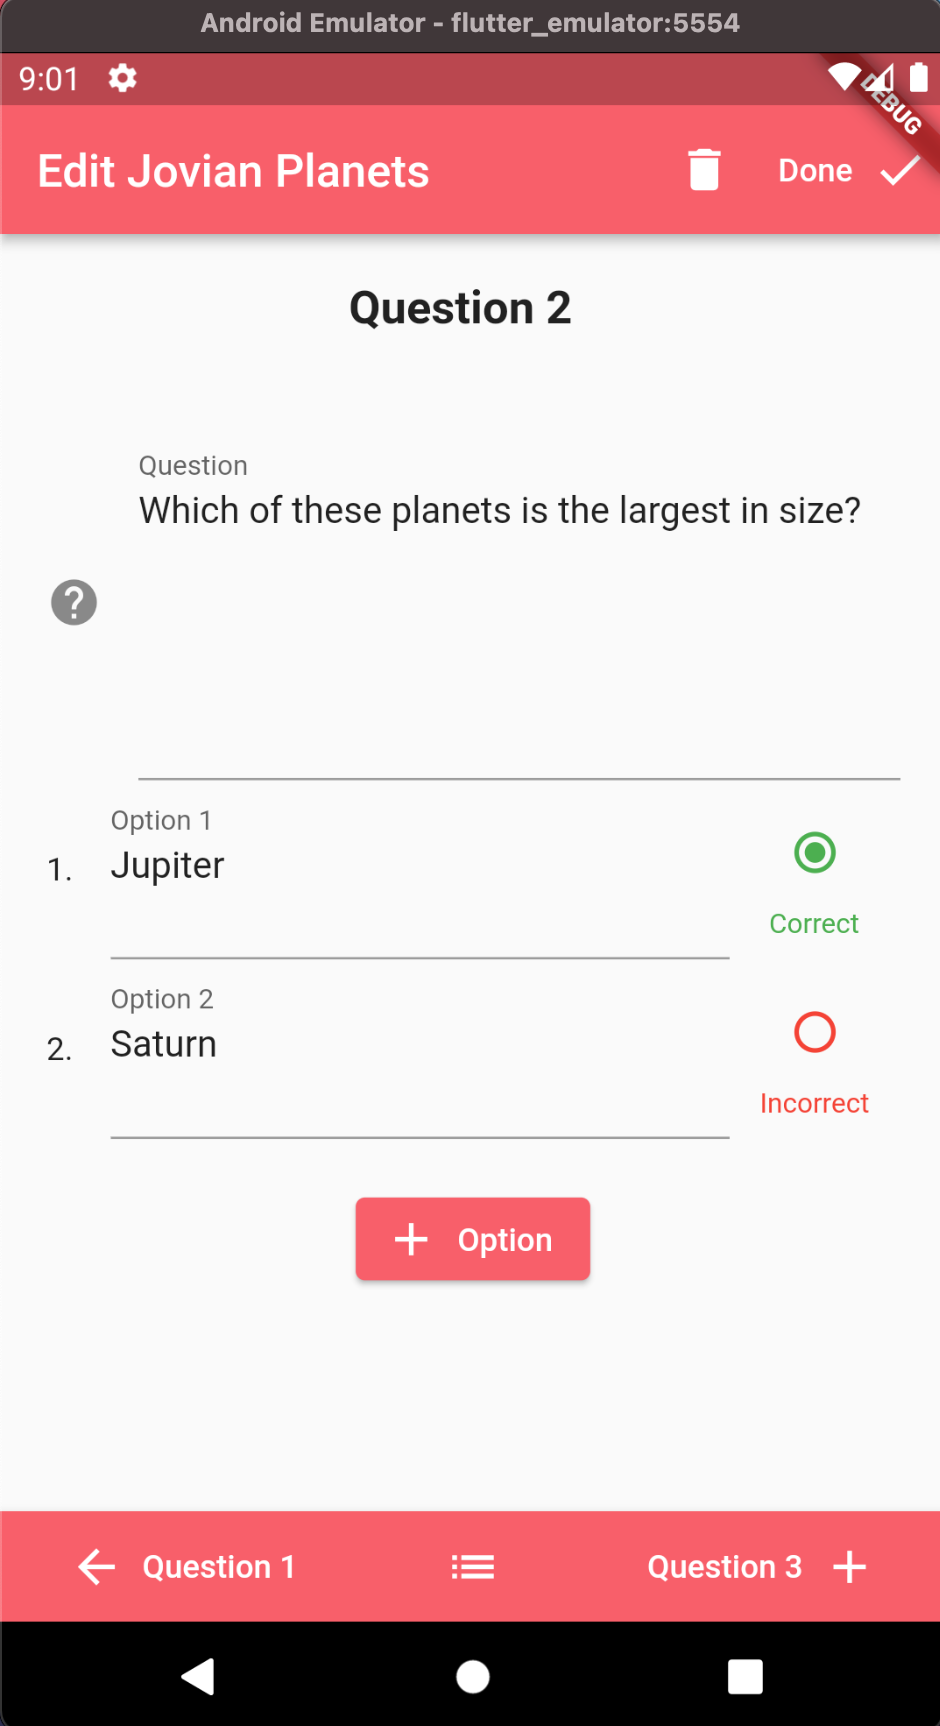 Android Emulator - flutter_emulator:5554
9:01
DEBUG
Edit Jovian Planets
Done
Question 2
Question
Which of these planets is the largest in size?
?
Option 1
1. Jupiter
Correct
Option 2
2. Saturn
Incorrect
+ Option
Question 1
Question 3 +